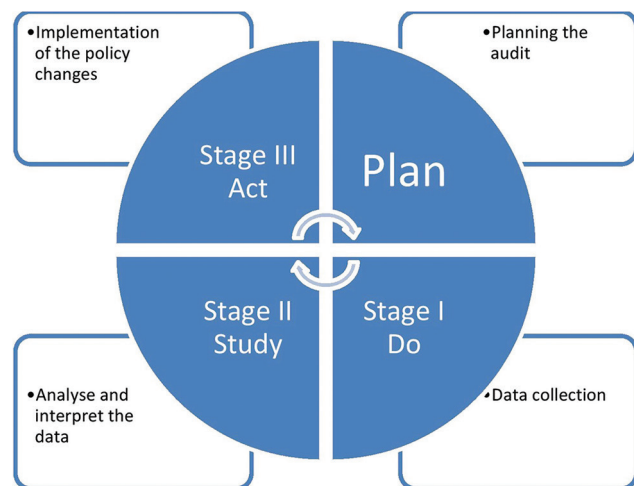 •Implementation
of the policy
changes
•Planning the
audit
Stage III
Act
Plan
Stage II
Study
Stage I
Do
•Analyse and
interpret the
data
•Data collection